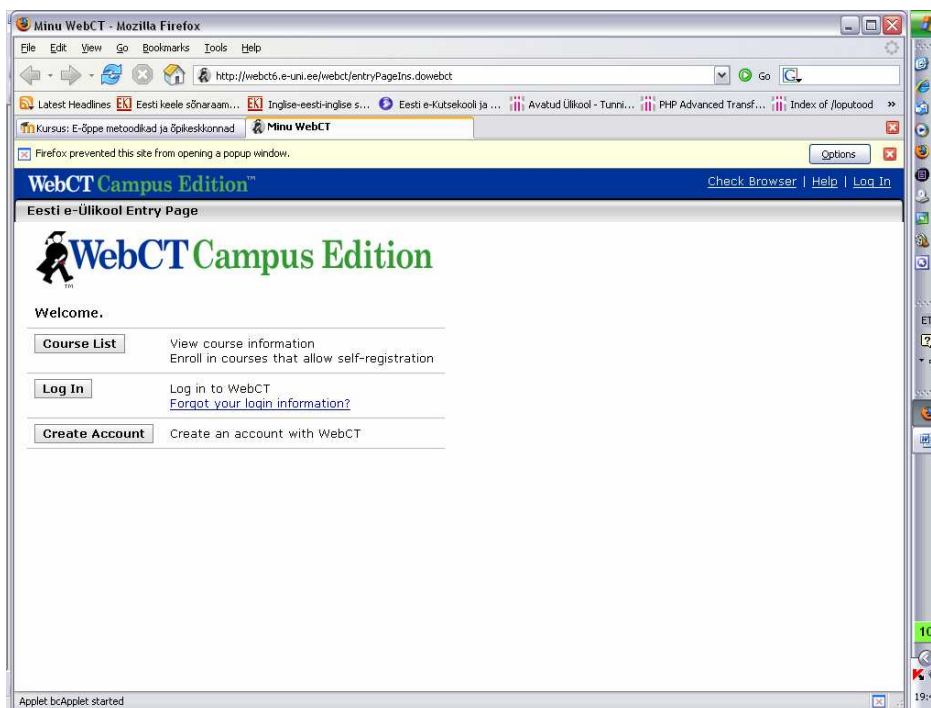 Minu WebCT - Mozilla Firefox
File Edit View Go Bookmarks Tools Help
http://webct6.e-uni.ee/webct/entryPageIns.dowebct Go
Latest Headlines EKI Eesti keele sõnaraam... EKI Inglise-eesti-inglise s... Eesti e-Kutsekooli ja ... Avatud Ülikool - Tunni... PHP Advanced Transf... Index of /loputood »
Kursus: E-õppe metoodikad ja õpikeskkonnad Minu WebCT
Firefox prevented this site from opening a popup window. Options
WebCT Campus Edition™ Check Browser | Help | Log In
Eesti e-Ülikool Entry Page
WebCT Campus Edition
TM
Welcome.
Course List View course information
Enroll in courses that allow self-registration
Log In Log in to WebCT
Forgot your login information?
Create Account Create an account with WebCT
Applet bcApplet started